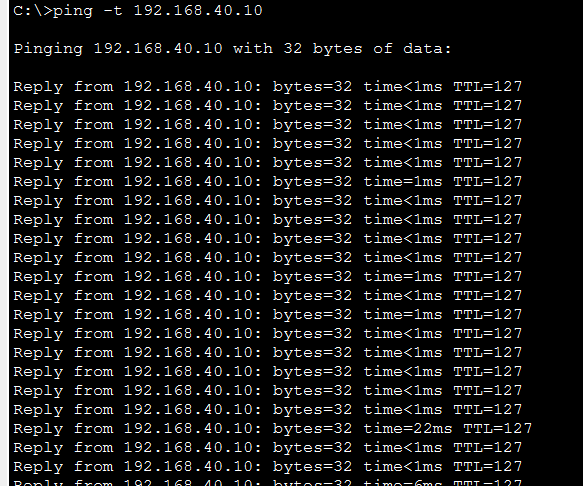 C:\>ping -t 192.168.40.10
Pinging 192.168.40.10 with 32 bytes of data:
Reply from 192.168.40.10: bytes=32 time<1ms TTL=127
Reply from 192.168.40.10: bytes=32 time<1ms TTL=127
Reply from 192.168.40.10: bytes=32 time<1ms TTL=127
Reply from 192.168.40.10: bytes=32 time<1ms TTL=127
Reply from 192.168.40.10: bytes=32 time<1ms TTL=127
Reply from 192.168.40.10: bytes=32 time=1ms TTL=127
Reply from 192.168.40.10: bytes=32 time<1ms TTL=127
Reply from 192.168.40.10: bytes=32 time<1ms TTL=127
Reply from 192.168.40.10: bytes=32 time<1ms TTL=127
Reply from 192.168.40.10: bytes=32 time<1ms TTL=127
Reply from 192.168.40.10: bytes=32 time=1ms TTL=127
Reply from 192.168.40.10: bytes=32 time<1ms TTL=127
Reply from 192.168.40.10: bytes=32 time=1ms TTL=127
Reply from 192.168.40.10: bytes=32 time<1ms TTL=127
Reply from 192.168.40.10: bytes=32 time<1ms TTL=127
Reply from 192.168.40.10: bytes=32 time<1ms TTL=127
Reply from 192.168.40.10: bytes=32 time<1ms TTL=127
Reply from 192.168.40.10: bytes=32 time<1ms TTL=127
Reply from 192.168.40.10: bytes=32 time=22ms TTL=127
Reply from 192.168.40.10: bytes=32 time<1ms TTL=127
Reply from 192.168.40.10: bytes=32 time<1ms TTL=127
Reply from 192.168.40.10: bytes=32 time=6ms TTL=127